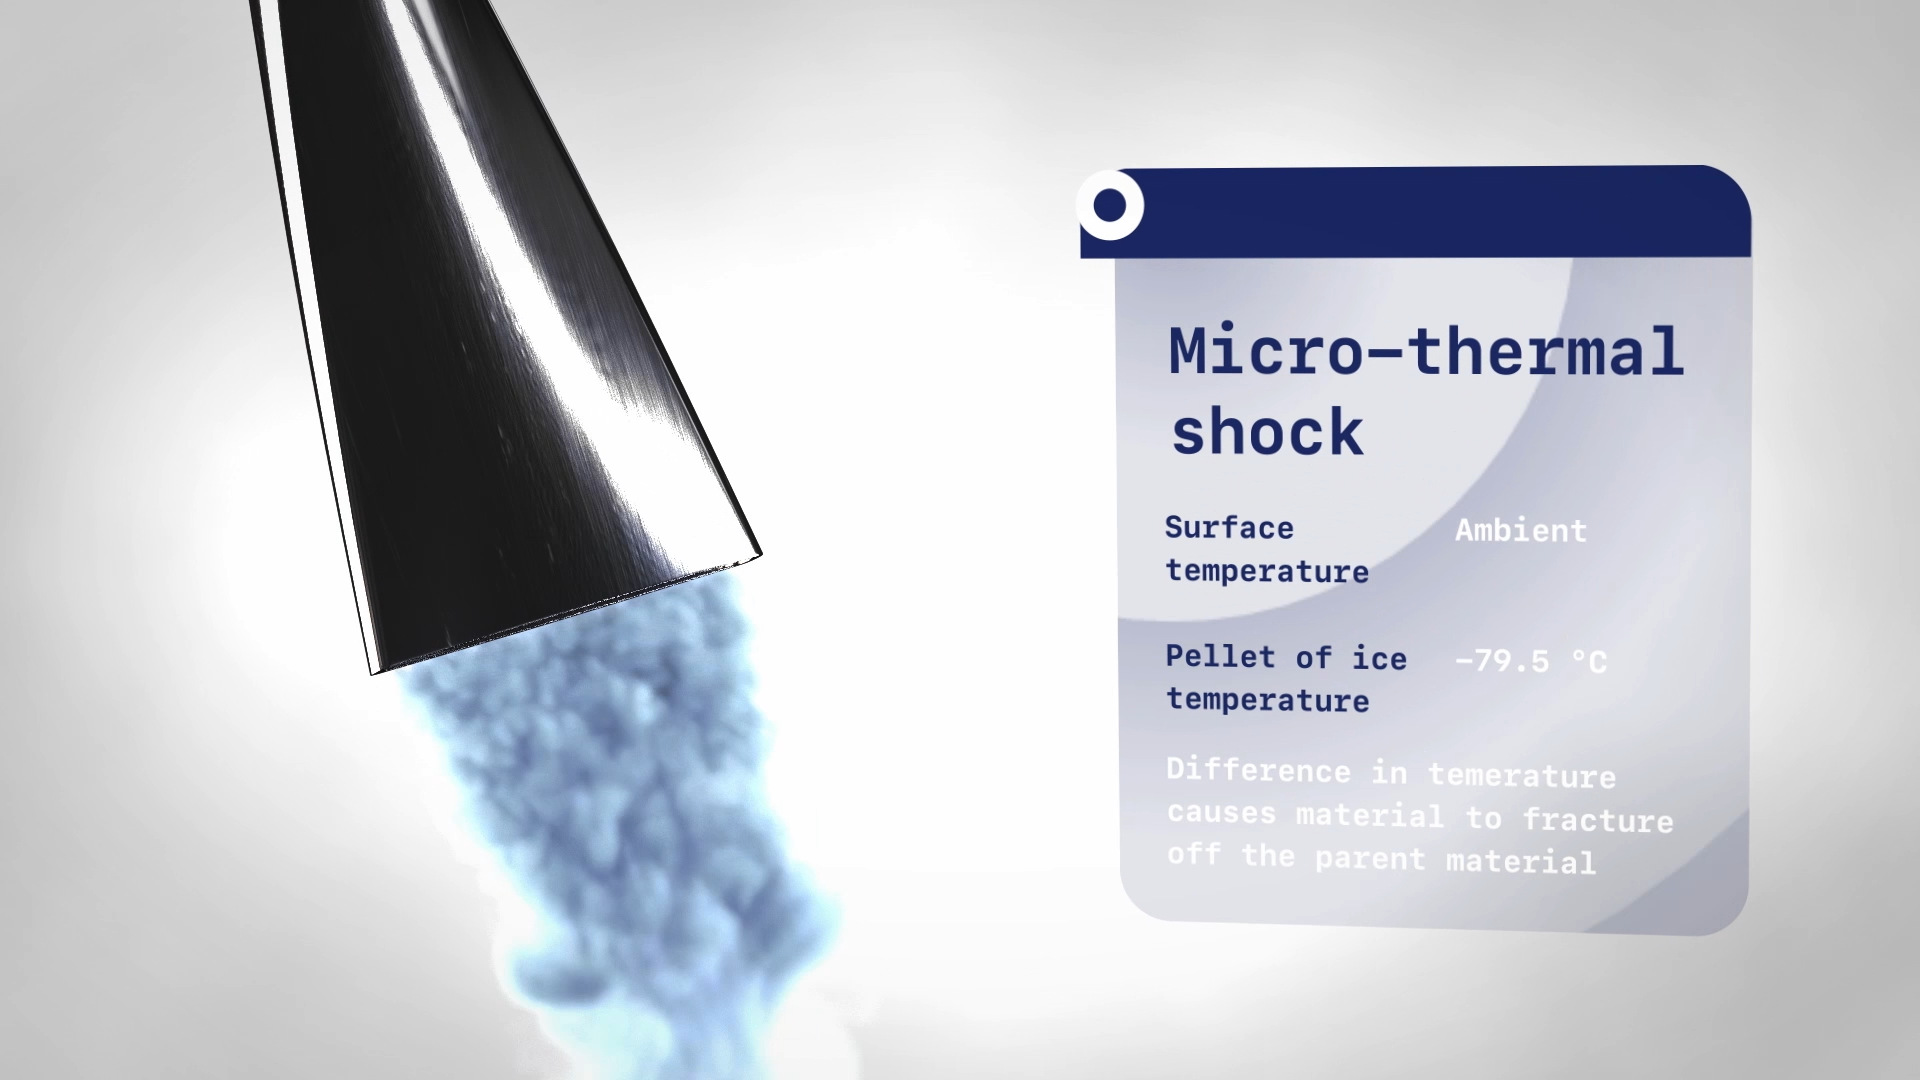 Micro-thermal
shock
Surface
temperature
Ambient
Pellet of ice
temperature
-79.5 °C
Difference in temerature
causes material to fracture
off the parent material